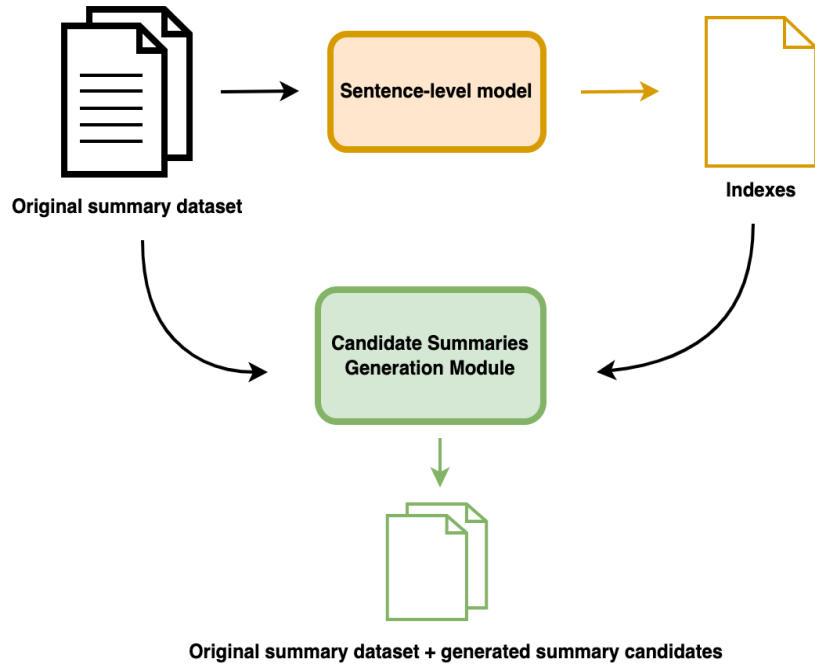 Sentence-level model
Original summary dataset
Indexes
Candidate Summaries
Generation Module
Original summary dataset + generated summary candidates